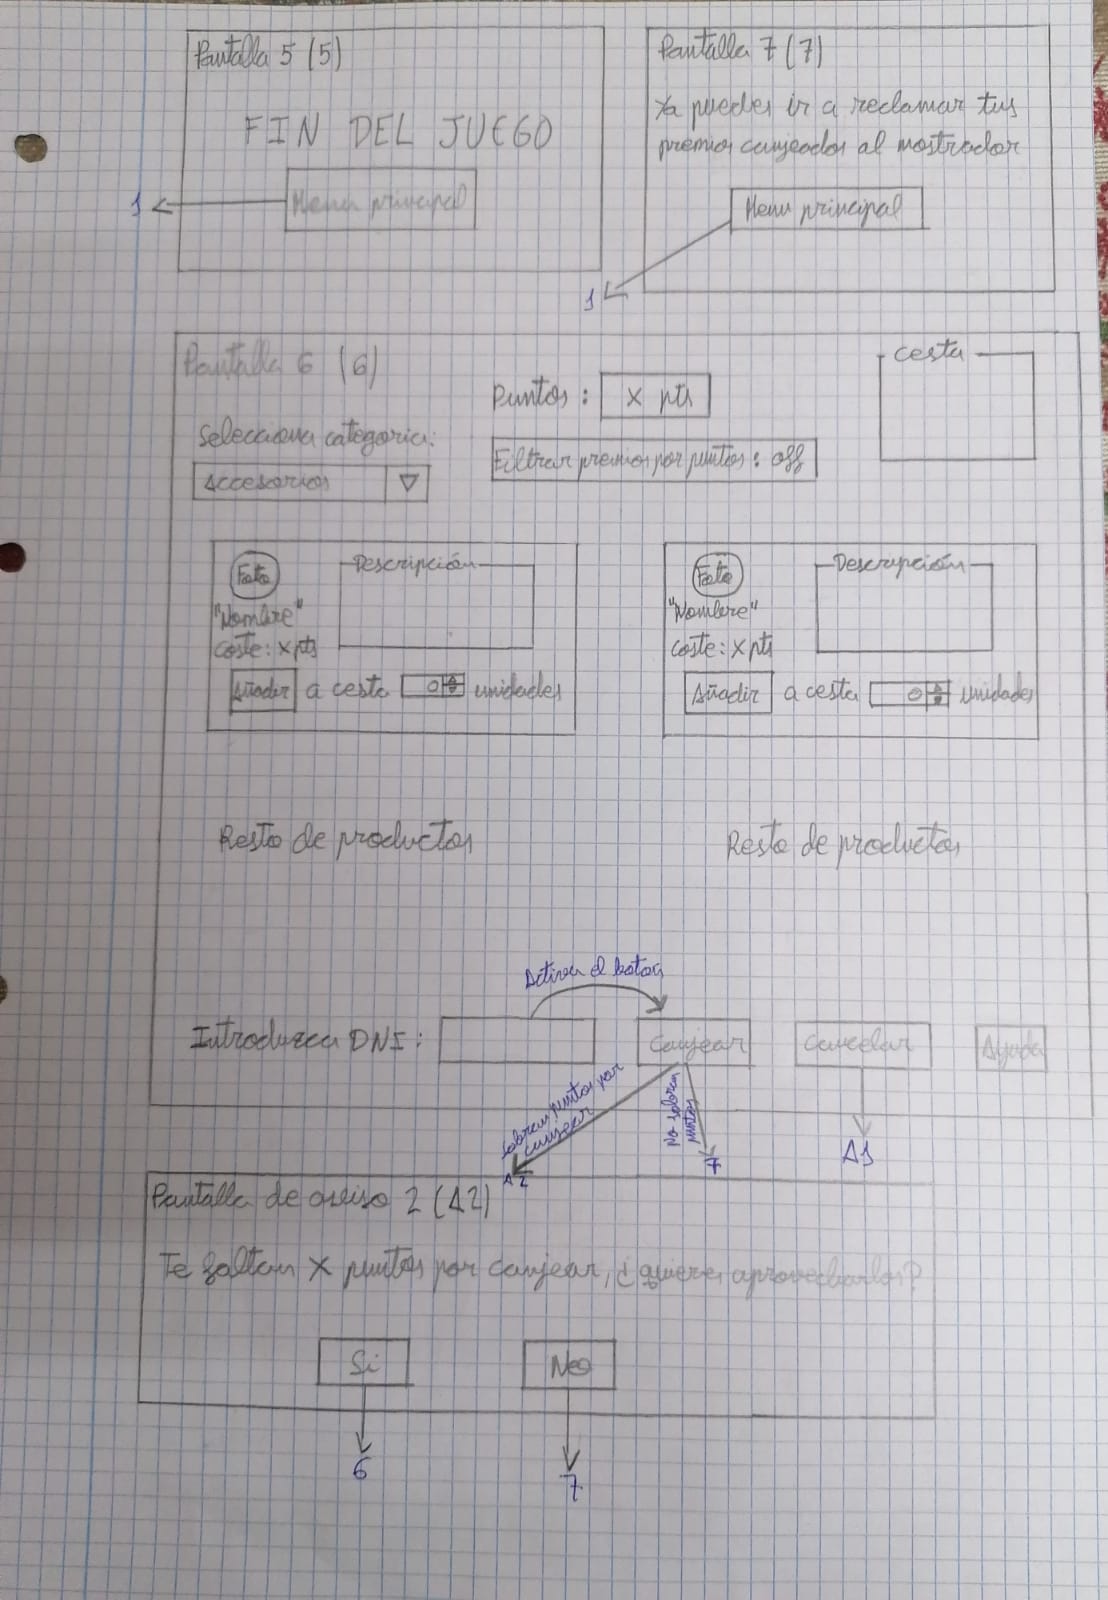 Pantalla 5 (5)
FIN DEL JUEGO
Menu principal
1
Pantalla 7 (7)
Ya puedes ir a reclamar tus
premios canjeados al mostrador
Menu principal
1
Pantalla 6 (6)
Puntos: x pts
cesta
Selecciona categoria:
Accesorios
Filtrar premios por puntos: off
Foto
Descripción
"Nombre"
coste: x pts
Añadir a cesta 0 unidades
Foto
Descripción
"Nombre"
coste: x pts
Añadir a cesta 0 unidades
Resto de productos
Resto de productos
Activa el boton
Introduzca DNI:
Canjear
Cancelar
Ayuda
Sobran puntos por
canjear
No sobran
puntos
A2
7
A1
Pantalla de aviso 2 (A2)
Te faltan X puntos por canjear, ¿quieres aprovecharlos?
Si
No
6
7